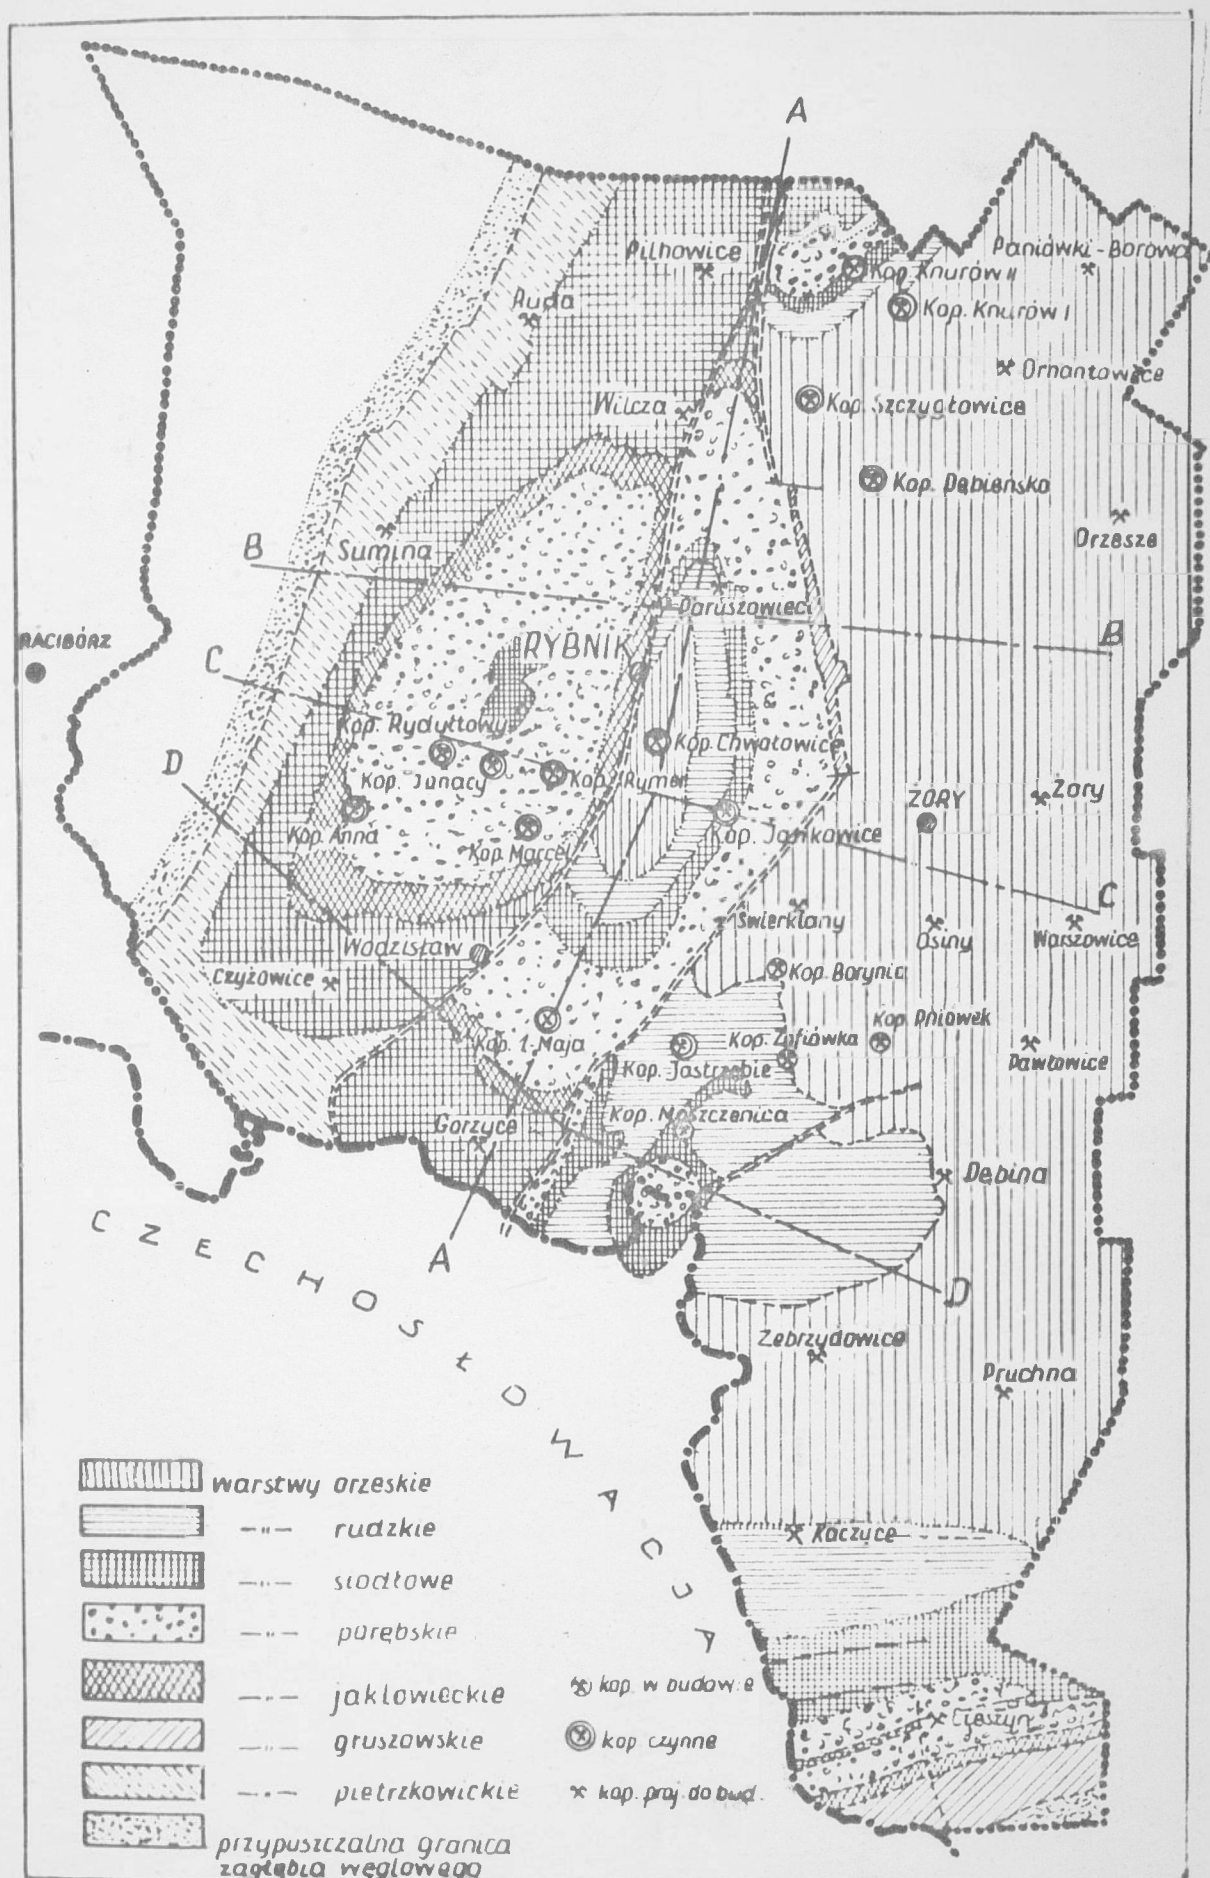 A
Pilhowice
Paniówki-Borowa
Ruda
Kop. Knurów II
Kop. Knurów I
Ornontowice
Wilcza
Kop. Szczygłowice
Kop. Dębieńsko
Orzesze
B
Sumina
Paruszowiec
B
RACIBÓRZ
RYBNIK
C
Kop. Rydułtowy
Kop. Chwałowice
D
Kop. Ignacy
Kop. Rymer
ŻORY
Żory
Kop. Anna
Kop. Marcel
Kop. Jankowice
C
Świerklany
Osiny
Warszowice
Wodzisław
Czyżowice
Kop. Borynia
Kop. 1-Maja
Kop. Zofiówka
Kop. Pniówek
Kop. Jastrzębie
Pawłowice
Kop. Moszczenica
Gorzyce
Dębina
A
D
CZECHOSŁOWACJA
Zebrzydowice
Pruchna
Kaczyce
Cieszyn
warstwy orzeskie
—"— rudzkie
—"— siodłowe
—"— porębskie
—"— jaklowieckie
—"— gruszowskie
—"— pietrzkowickie
przypuszczalna granica
zagłębia węglowego
kop. w budowie
kop. czynne
kop. proj. do bud.